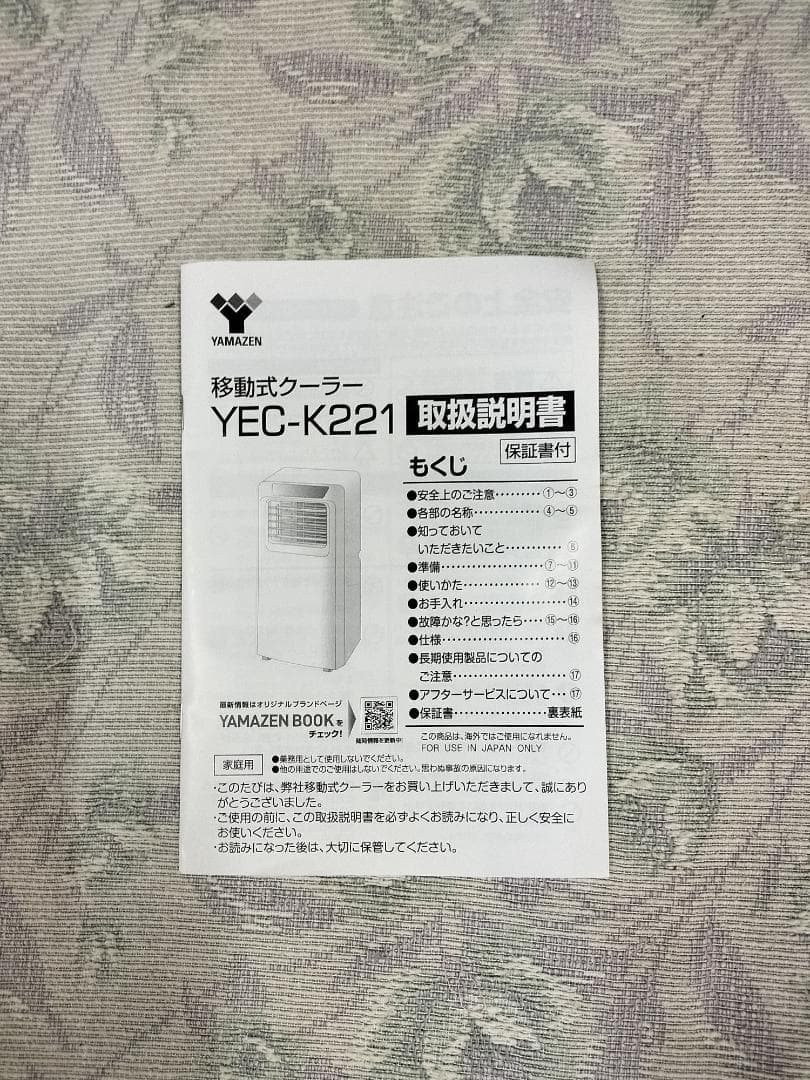 YAMAZEN
移動式クーラー
YEC-K221 取扱説明書
保証書付
もくじ
●安全上のご注意‥‥‥‥ ①～③
●各部の名称‥‥‥‥‥‥ ④～⑤
●知っておいて
いただきたいこと‥‥‥‥ ⑥
●準備‥‥‥‥‥‥‥‥ ⑦～⑪
●使いかた‥‥‥‥‥‥ ⑫～⑬
●お手入れ‥‥‥‥‥‥‥ ⑭
●故障かな?と思ったら‥‥ ⑮～⑯
●仕様‥‥‥‥‥‥‥‥‥ ⑯
●長期使用製品についての
ご注意‥‥‥‥‥‥‥‥ ⑰
●アフターサービスについて‥‥ ⑰
●保証書‥‥‥‥‥‥‥ 裏表紙
この商品は、海外ではご使用になれません。
FOR USE IN JAPAN ONLY
最新情報はオリジナルブランドページ
YAMAZEN BOOKを
チェック!
随時情報を更新中!
家庭用
●業務用として使用しないでください。
●他の用途でのご使用はしないでください。思わぬ事故の原因になります。
・このたびは、弊社移動式クーラーをお買い上げいただきまして、誠にあり
がとうございました。
・ご使用の前に、この取扱説明書を必ずよくお読みになり、正しく安全に
お使いください。
・お読みになった後は、大切に保管してください。